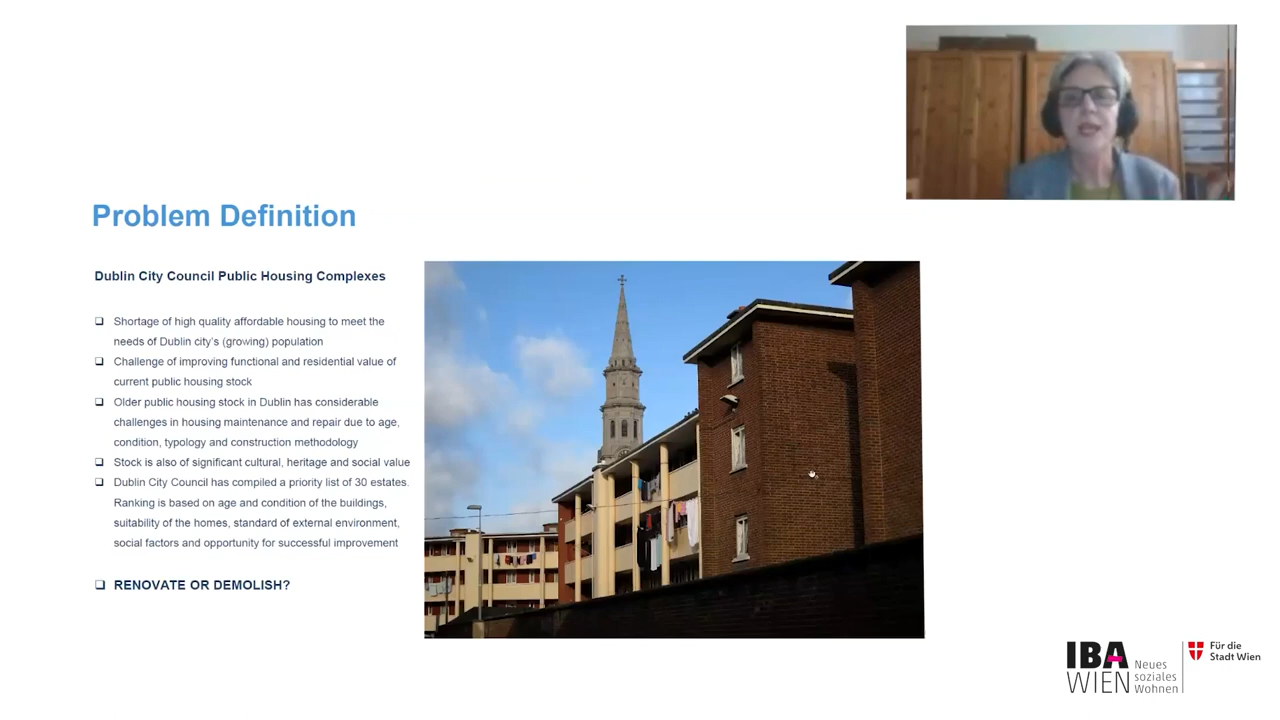 Problem Definition
Dublin City Council Public Housing Complexes
Shortage of high quality affordable housing to meet the
needs of Dublin city's (growing) population
Challenge of improving functional and residential value of
current public housing stock
Older public housing stock in Dublin has considerable
challenges in housing maintenance and repair due to age,
condition, typology and construction methodology
Stock is also of significant cultural, heritage and social value
Dublin City Council has compiled a priority list of 30 estates.
Ranking is based on age and condition of the buildings,
suitability of the homes, standard of external environment,
social factors and opportunity for successful improvement
RENOVATE OR DEMOLISH?
IBA
WIEN
Neues
soziales
Wohnen
Für die
Stadt Wien